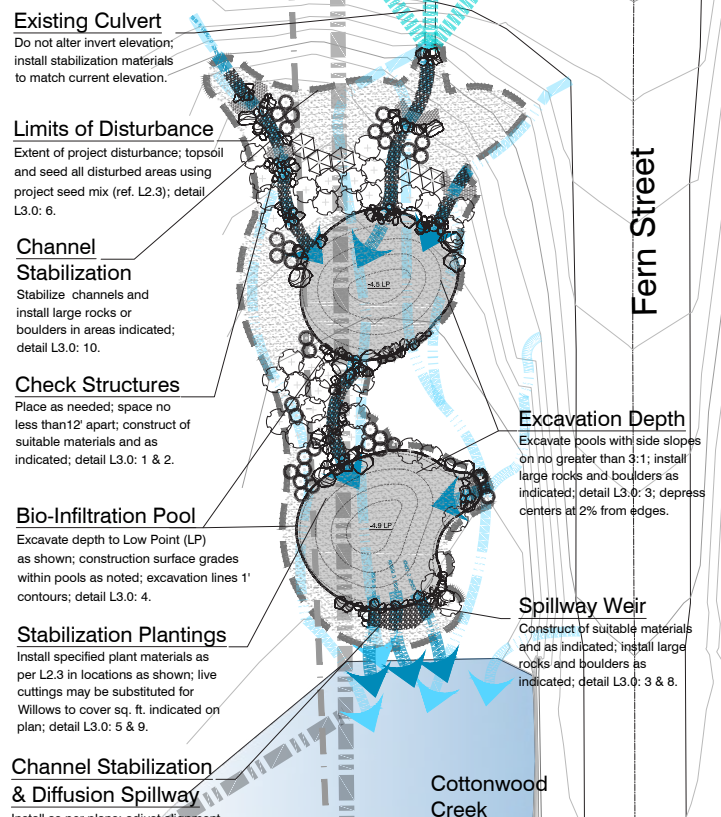 Existing Culvert
Do not alter invert elevation;
install stabilization materials
to match current elevation.
Limits of Disturbance
Extent of project disturbance; topsoil
and seed all disturbed areas using
project seed mix (ref. L2.3); detail
L3.0: 6.
Channel
Stabilization
Stabilize channels and
install large rocks or
boulders in areas indicated;
detail L3.0: 10.
Check Structures
Place as needed; space no
less than12' apart; construct of
suitable materials and as
indicated; detail L3.0: 1 & 2.
Bio-Infiltration Pool
Excavate depth to Low Point (LP)
as shown; construction surface grades
within pools as noted; excavation lines 1'
contours; detail L3.0: 4.
Stabilization Plantings
Install specified plant materials as
per L2.3 in locations as shown; live
cuttings may be substituted for
Willows to cover sq. ft. indicated on
plan; detail L3.0: 5 & 9.
Channel Stabilization
& Diffusion Spillway
Install as per plans; adjust alignment
-4.8 LP
-4.9 LP
Fern Street
Excavation Depth
Excavate pools with side slopes
on no greater than 3:1; install
large rocks and boulders as
indicated; detail L3.0: 3; depress
centers at 2% from edges.
Spillway Weir
Construct of suitable materials
and as indicated; install large
rocks and boulders as
indicated; detail L3.0: 3 & 8.
Cottonwood
Creek